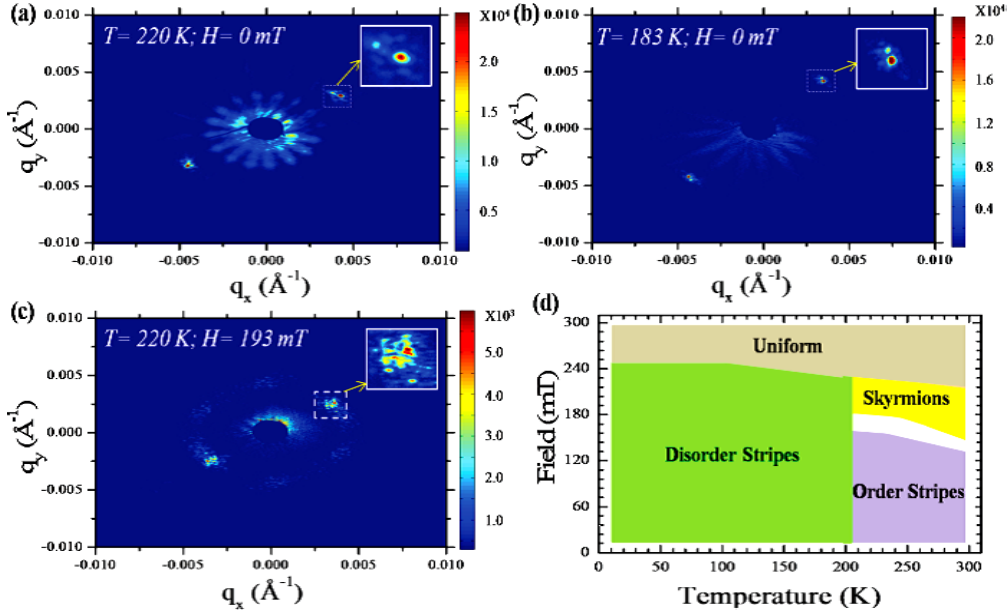 (a)
T= 220 K; H= 0 mT
X10⁴
2.0
1.5
1.0
0.5
0.010
0.005
0.000
-0.005
-0.010
q_y (Å⁻¹)
-0.010
-0.005
0.000
0.005
0.010
q_x (Å⁻¹)
(b)
T= 183 K; H= 0 mT
X10⁴
2.0
1.6
1.2
0.8
0.4
0.010
0.005
0.000
-0.005
-0.010
q_y (Å⁻¹)
-0.010
-0.005
0.000
0.005
0.010
q_x (Å⁻¹)
(c)
T= 220 K; H= 193 mT
X10³
5.0
4.0
3.0
2.0
1.0
0.010
0.005
0.000
-0.005
-0.010
q_y (Å⁻¹)
-0.010
-0.005
0.000
0.005
0.010
q_x (Å⁻¹)
(d)
300
240
180
120
60
0
Field (mT)
Uniform
Skyrmions
Disorder Stripes
Order Stripes
0
50
100
150
200
250
300
Temperature (K)